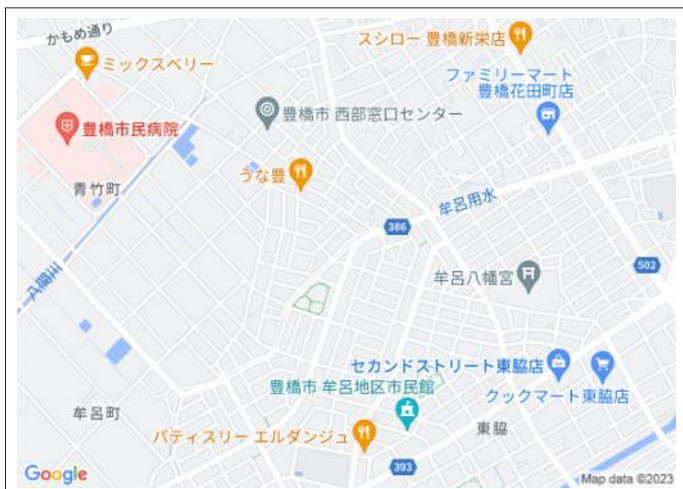 かもめ通り
ミックスベリー
スシロー 豊橋新栄店
ファミリーマート
豊橋花田町店
豊橋市民病院
豊橋市 西部窓口センター
青竹町
うな豊
牟呂用水
386
502
牟呂八幡宮
セカンドストリート東脇店
クックマート東脇店
豊橋市 牟呂地区市民館
牟呂町
パティスリー エルダンジュ
東脇
393
Google
Map data ©2023